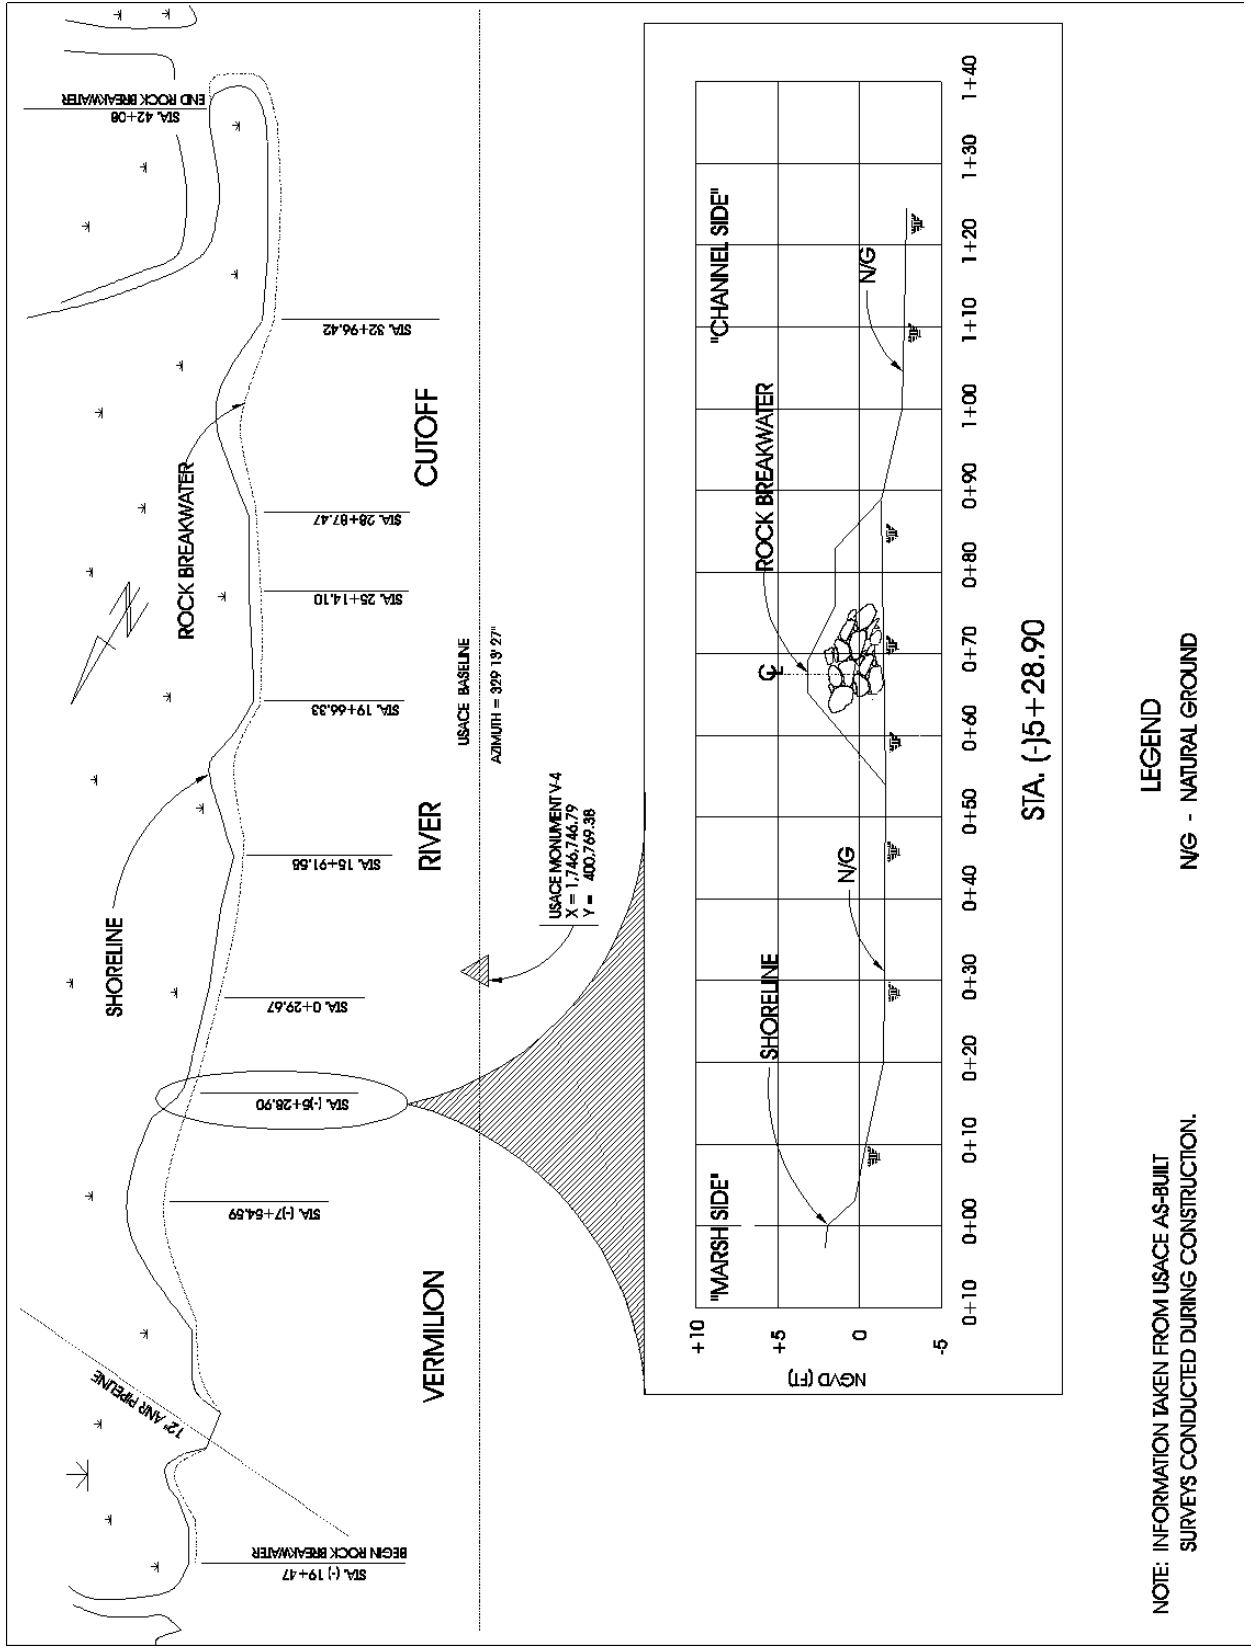 STA. 42+08
END ROCK BREAKWATER
STA. 32+96.42
ROCK BREAKWATER
STA. 28+87.47
STA. 25+14.10
STA. 19+66.33
SHORELINE
STA. 15+91.58
STA. 0+29.67
STA. (-)5+28.90
STA. (-)7+54.59
12" ANR PIPELINE
STA. (-) 19+47
BEGIN ROCK BREAKWATER
VERMILION RIVER CUTOFF
USACE BASELINE
AZIMUTH = 329 13' 27"
USACE MONUMENT V-4
X = 1,746,746.79
Y = 400,769.38
"MARSH SIDE"
"CHANNEL SIDE"
SHORELINE
N/G
ROCK BREAKWATER
N/G
CL
NGVD (FT)
+10
+5
0
-5
0+10 0+00 0+10 0+20 0+30 0+40 0+50 0+60 0+70 0+80 0+90 1+00 1+10 1+20 1+30 1+40
STA. (-)5+28.90
LEGEND
N/G - NATURAL GROUND
NOTE: INFORMATION TAKEN FROM USACE AS-BUILT
SURVEYS CONDUCTED DURING CONSTRUCTION.